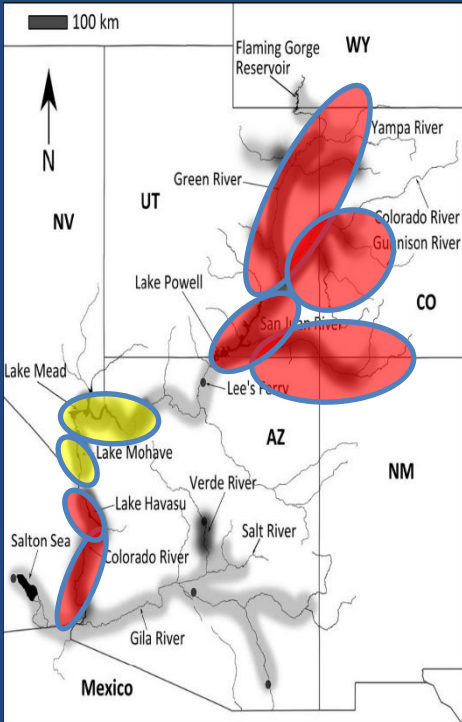 100 km
WY
Flaming Gorge
Reservoir
Yampa River
N
Green River
UT
NV
Colorado River
Gunnison River
Lake Powell
CO
San Juan River
Lake Mead
Lee's Ferry
AZ
Lake Mohave
NM
Verde River
Lake Havasu
Salt River
Salton Sea
Colorado River
Gila River
Mexico